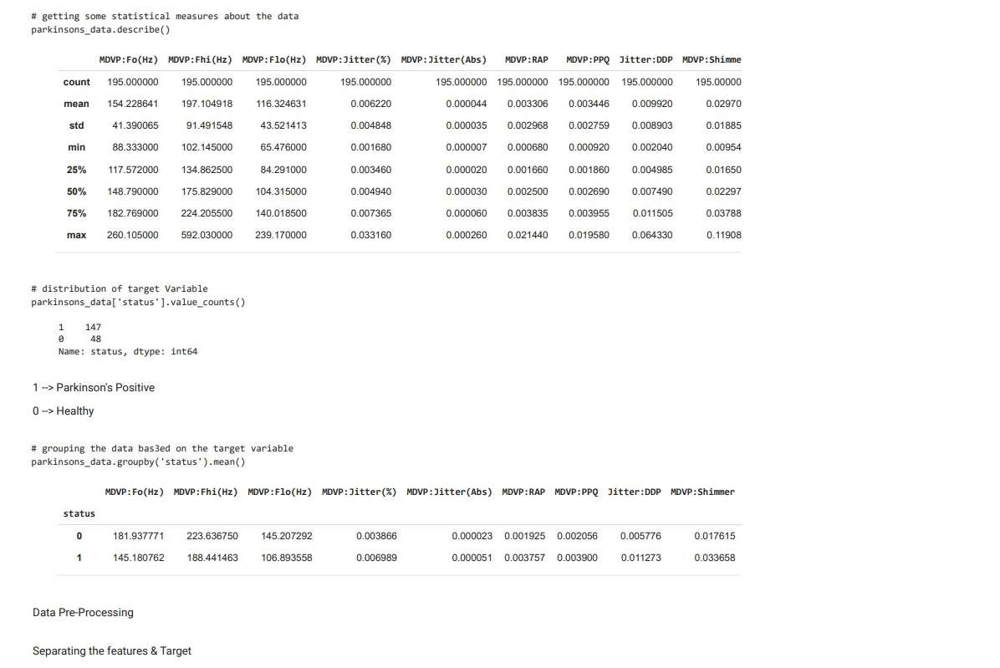 # getting some statistical measures about the data
parkinsons_data.describe()
MDVP:Fo(Hz) MDVP:Fhi(Hz) MDVP:Flo(Hz) MDVP:Jitter(%) MDVP:Jitter(Abs) MDVP:RAP MDVP:PPQ Jitter:DDP MDVP:Shimme
count 195.000000 195.000000 195.000000 195.000000 195.000000 195.000000 195.000000 195.000000 195.00000
mean 154.228641 197.104918 116.324631 0.006220 0.000044 0.003306 0.003446 0.009920 0.02970
std 41.390065 91.491548 43.521413 0.004848 0.000035 0.002968 0.002759 0.008903 0.01885
min 88.333000 102.145000 65.476000 0.001680 0.000007 0.000680 0.000920 0.002040 0.00954
25% 117.572000 134.862500 84.291000 0.003460 0.000020 0.001660 0.001860 0.004985 0.01650
50% 148.790000 175.829000 104.315000 0.004940 0.000030 0.002500 0.002690 0.007490 0.02297
75% 182.769000 224.205500 140.018500 0.007365 0.000060 0.003835 0.003955 0.011505 0.03788
max 260.105000 592.030000 239.170000 0.033160 0.000260 0.021440 0.019580 0.064330 0.11908
# distribution of target Variable
parkinsons_data['status'].value_counts()
1 147
0 48
Name: status, dtype: int64
1 --> Parkinson's Positive
0 --> Healthy
# grouping the data bas3ed on the target variable
parkinsons_data.groupby('status').mean()
MDVP:Fo(Hz) MDVP:Fhi(Hz) MDVP:Flo(Hz) MDVP:Jitter(%) MDVP:Jitter(Abs) MDVP:RAP MDVP:PPQ Jitter:DDP MDVP:Shimmer
status
0 181.937771 223.636750 145.207292 0.003866 0.000023 0.001925 0.002056 0.005776 0.017615
1 145.180762 188.441463 106.893558 0.006989 0.000051 0.003757 0.003900 0.011273 0.033658
Data Pre-Processing
Separating the features & Target